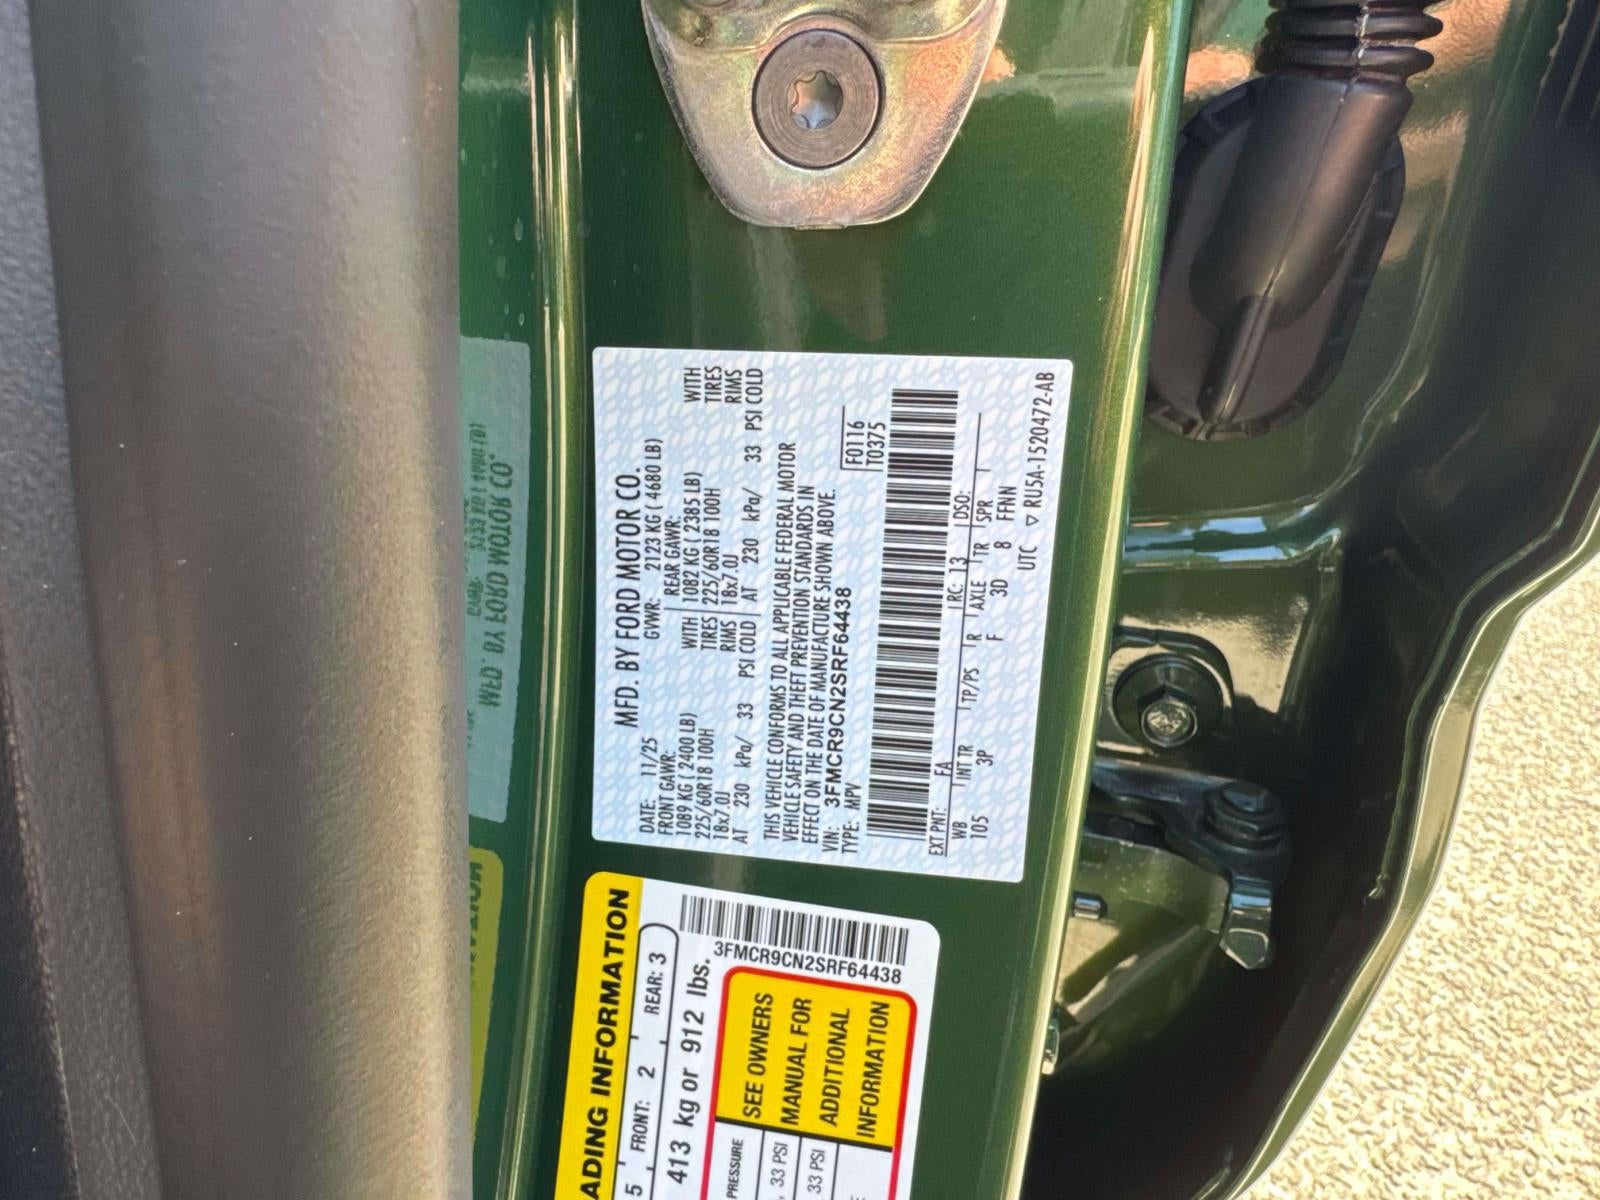 MFD. BY FORD MOTOR CO.
DATE: 11/25 GVWR: 2123 KG ( 4680 LB)
FRONT GAWR: REAR GAWR:
1089 KG ( 2400 LB) WITH 1082 KG ( 2385 LB) WITH
225/60R18 100H TIRES 225/60R18 100H TIRES
18x7.0J RIMS 18x7.0J RIMS
AT 230 kPa/ 33 PSI COLD AT 230 kPa/ 33 PSI COLD
THIS VEHICLE CONFORMS TO ALL APPLICABLE FEDERAL MOTOR
VEHICLE SAFETY AND THEFT PREVENTION STANDARDS IN
EFFECT ON THE DATE OF MANUFACTURE SHOWN ABOVE.
VIN: 3FMCR9CN2SRF64438 F0116
TYPE: MPV T0375
EXT PNT: FA RC: 13 DSO:
WB INT TR TP/PS R AXLE TR SPR
105 3P F 3D 8 FFNN
UTC ▽ RU5A-1520472-AB
ADING INFORMATION
5 FRONT: 2 REAR: 3
413 kg or 912 lbs.
3FMCR9CN2SRF64438
PRESSURE
, 33 PSI
33 PSI
SEE OWNERS
MANUAL FOR
ADDITIONAL
INFORMATION